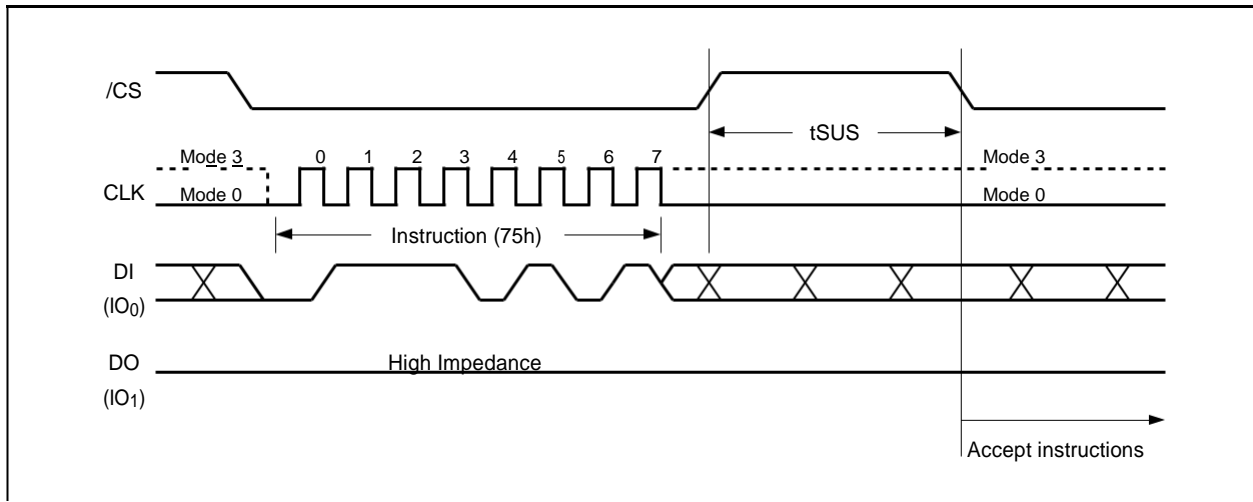 /CS
tSUS
Mode 3
0 1 2 3 4 5 6 7
Mode 3
CLK
Mode 0
Mode 0
Instruction (75h)
DI
(IO0)
DO
High Impedance
(IO1)
Accept instructions